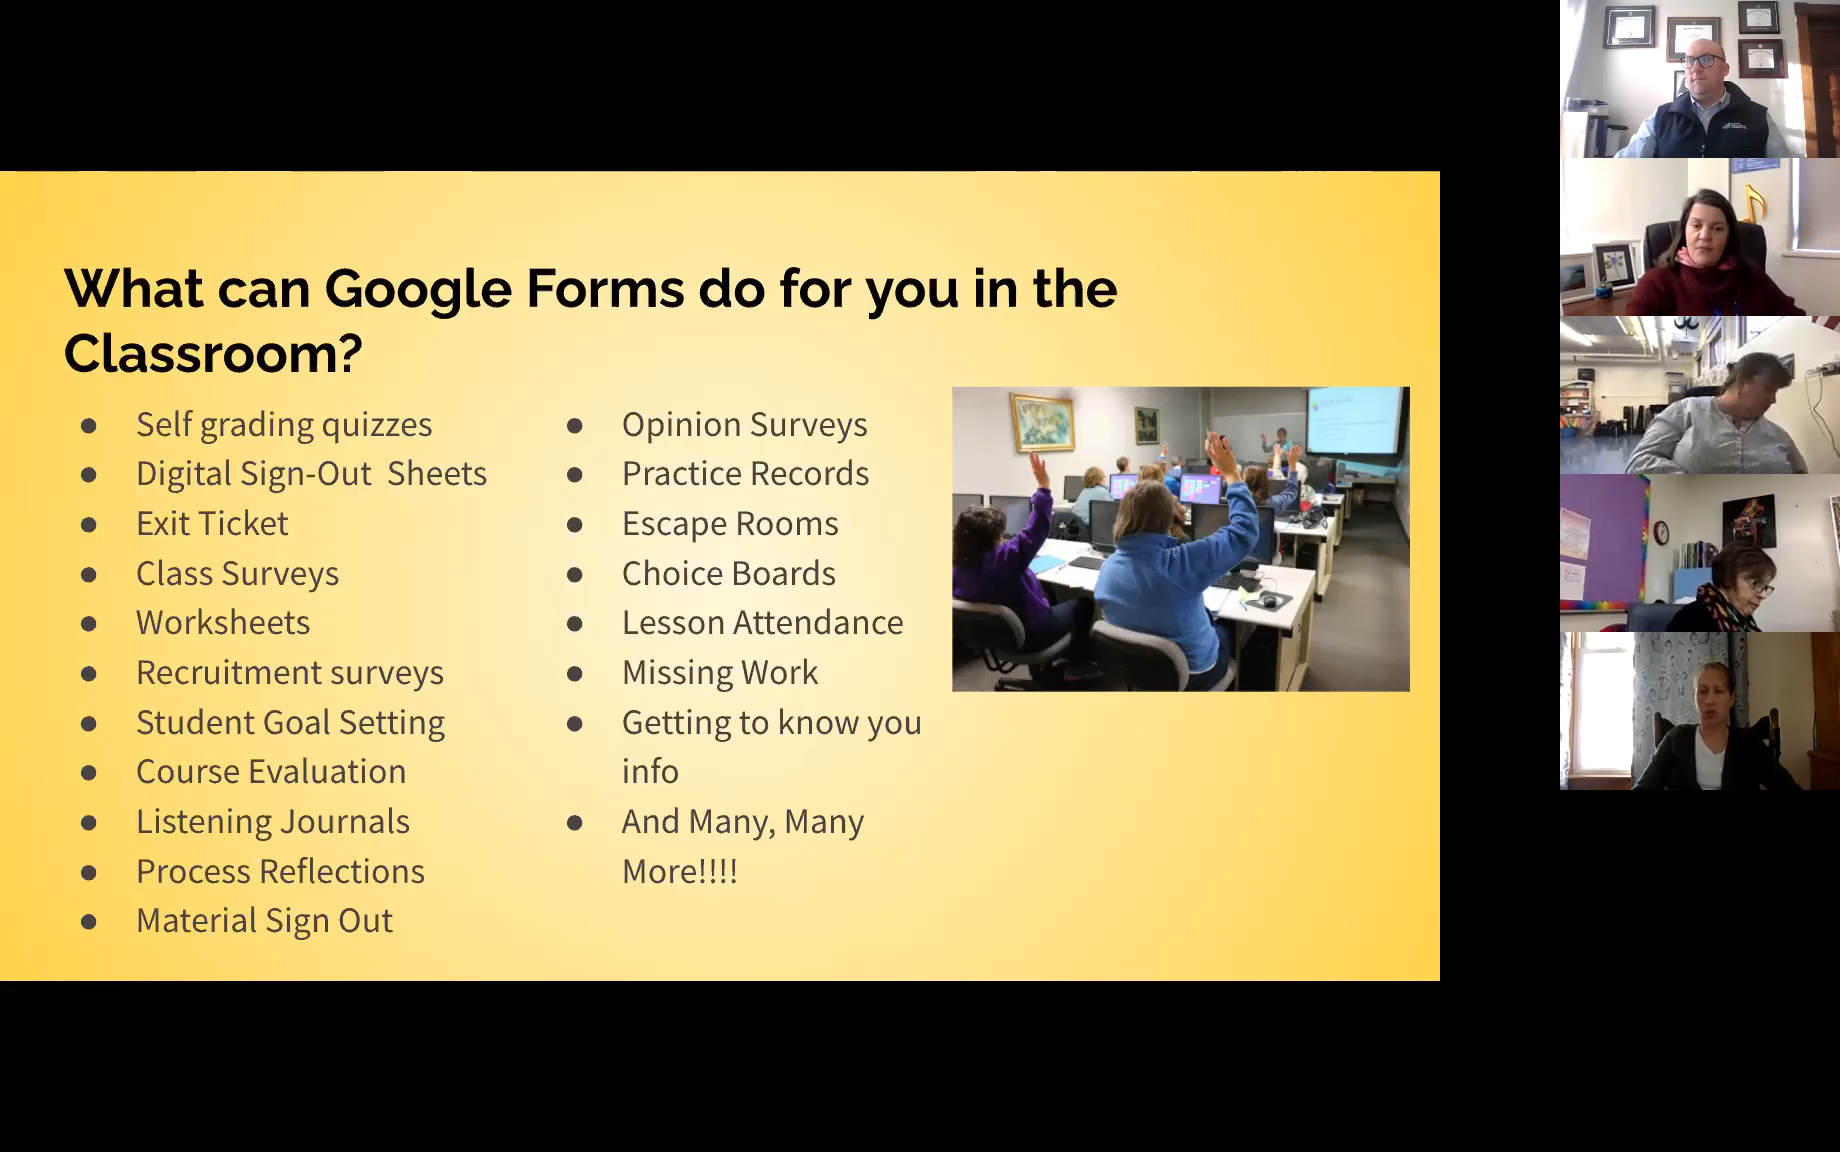 What can Google Forms do for you in the
Classroom?
Self grading quizzes
Digital Sign-Out  Sheets
Exit Ticket
Class Surveys
Worksheets
Recruitment surveys
Student Goal Setting
Course Evaluation
Listening Journals
Process Reflections
Material Sign Out
Opinion Surveys
Practice Records
Escape Rooms
Choice Boards
Lesson Attendance
Missing Work
Getting to know you
info
And Many, Many
More!!!!